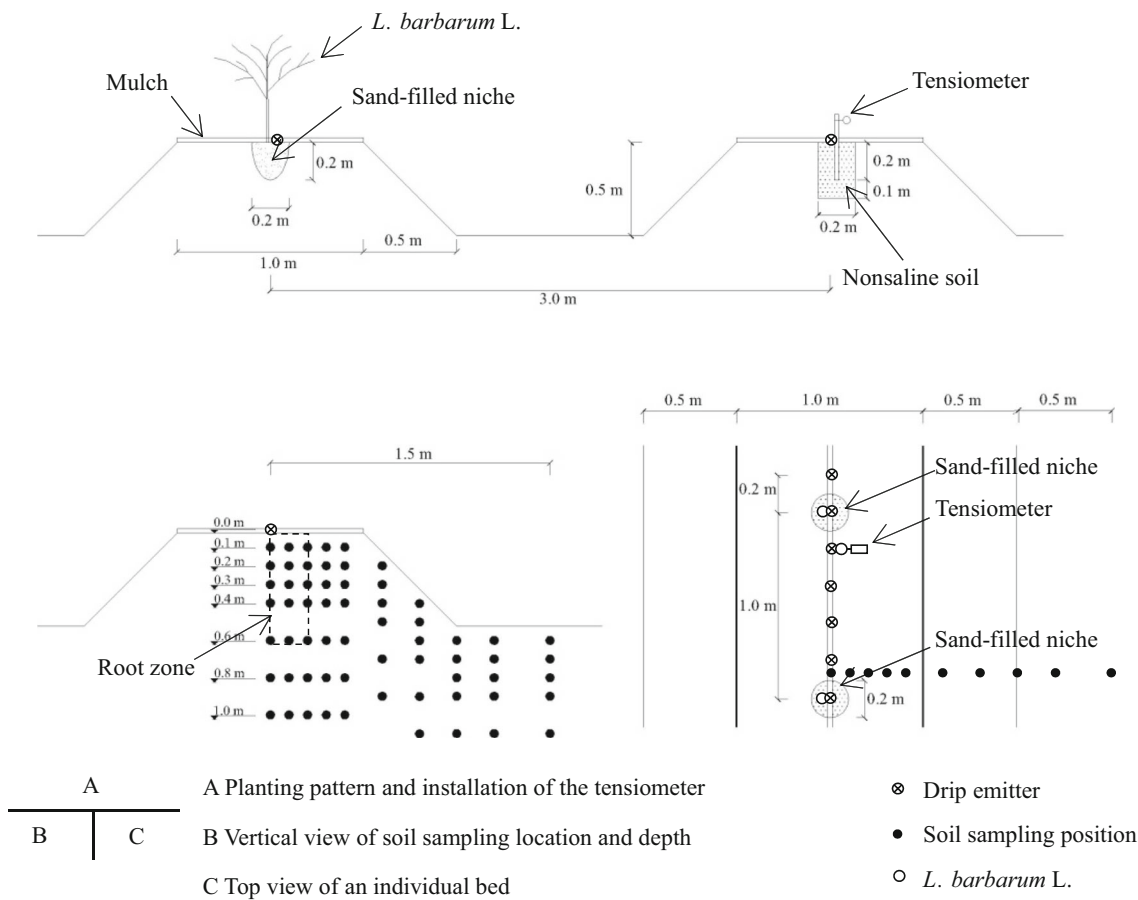 L. barbarum L.
Mulch
Sand-filled niche
Tensiometer
0.2 m
0.2 m
0.5 m
0.2 m
0.1 m
0.2 m
0.5 m
1.0 m
Nonsaline soil
3.0 m
0.5 m 1.0 m 0.5 m 0.5 m
1.5 m
Sand-filled niche
0.2 m
Tensiometer
0.0 m
0.1 m
0.2 m
0.3 m
0.4 m
0.6 m
0.8 m
1.0 m
Root zone
1.0 m
Sand-filled niche
0.2 m
A
B C
A Planting pattern and installation of the tensiometer
B Vertical view of soil sampling location and depth
C Top view of an individual bed
Drip emitter
Soil sampling position
L. barbarum L.